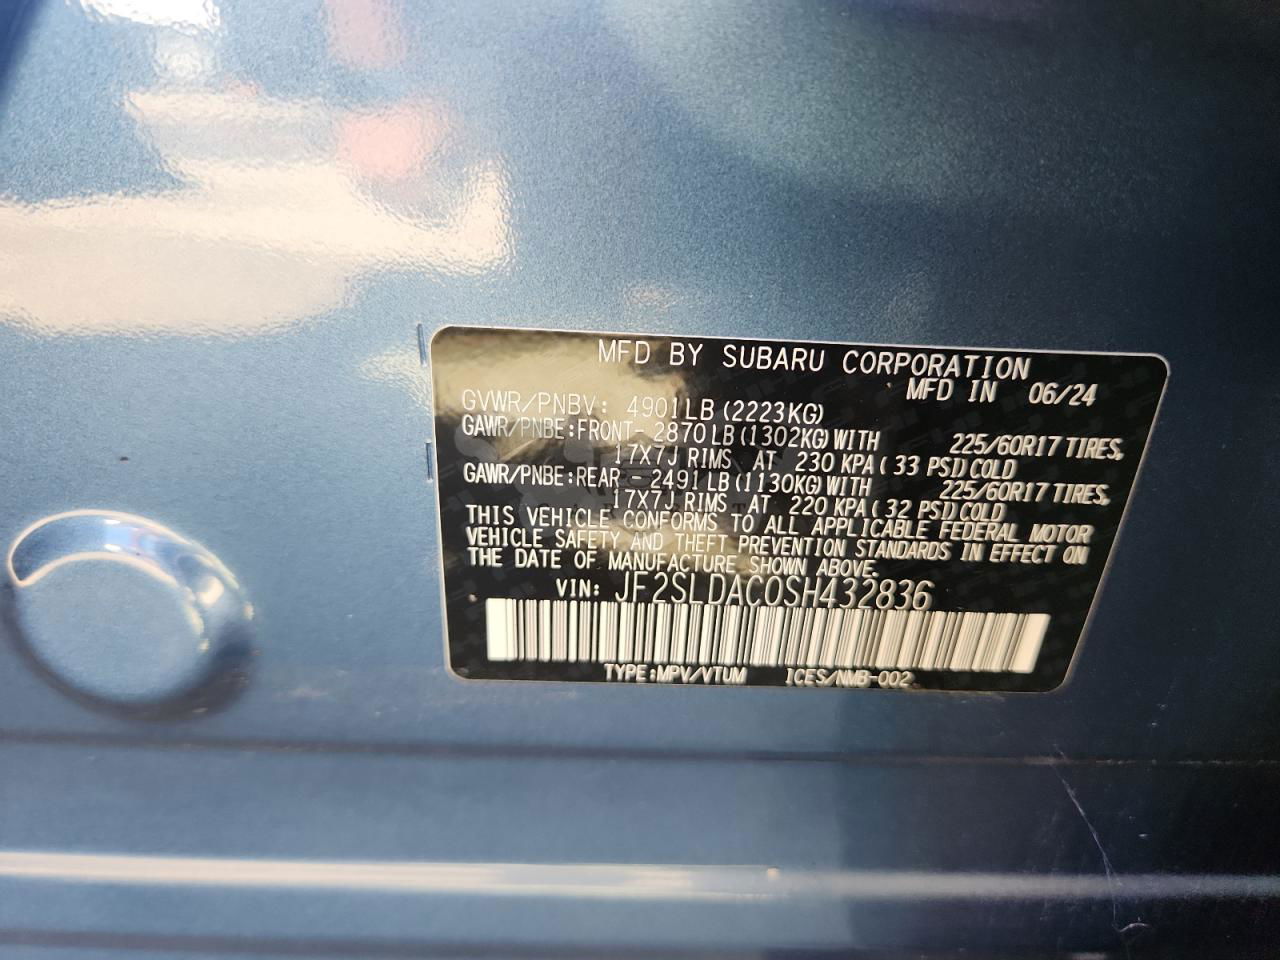 MFD BY SUBARU CORPORATION
MFD IN 06/24
GVWR/PNBV: 4901LB (2223KG)
GAWR/PNBE:FRONT- 2870LB (1302KG) WITH 225/60R17 TIRES,
17X7J RIMS AT 230 KPA ( 33 PSI) COLD
GAWR/PNBE:REAR - 2491LB (1130KG) WITH 225/60R17 TIRES,
17X7J RIMS AT 220 KPA ( 32 PSI) COLD
THIS VEHICLE CONFORMS TO ALL APPLICABLE FEDERAL MOTOR
VEHICLE SAFETY AND THEFT PREVENTION STANDARDS IN EFFECT ON
THE DATE OF MANUFACTURE SHOWN ABOVE.
VIN: JF2SLDAC0SH432836
TYPE:MPV/VTUM ICES/NMB-002